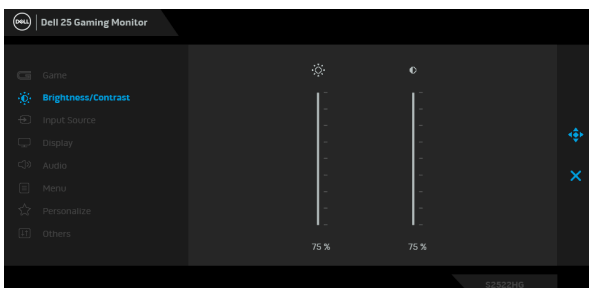 DELL Dell 25 Gaming Monitor
Game
Brightness/Contrast
Input Source
Display
Audio
Menu
Personalize
Others
75 % 75 %
S2522HG